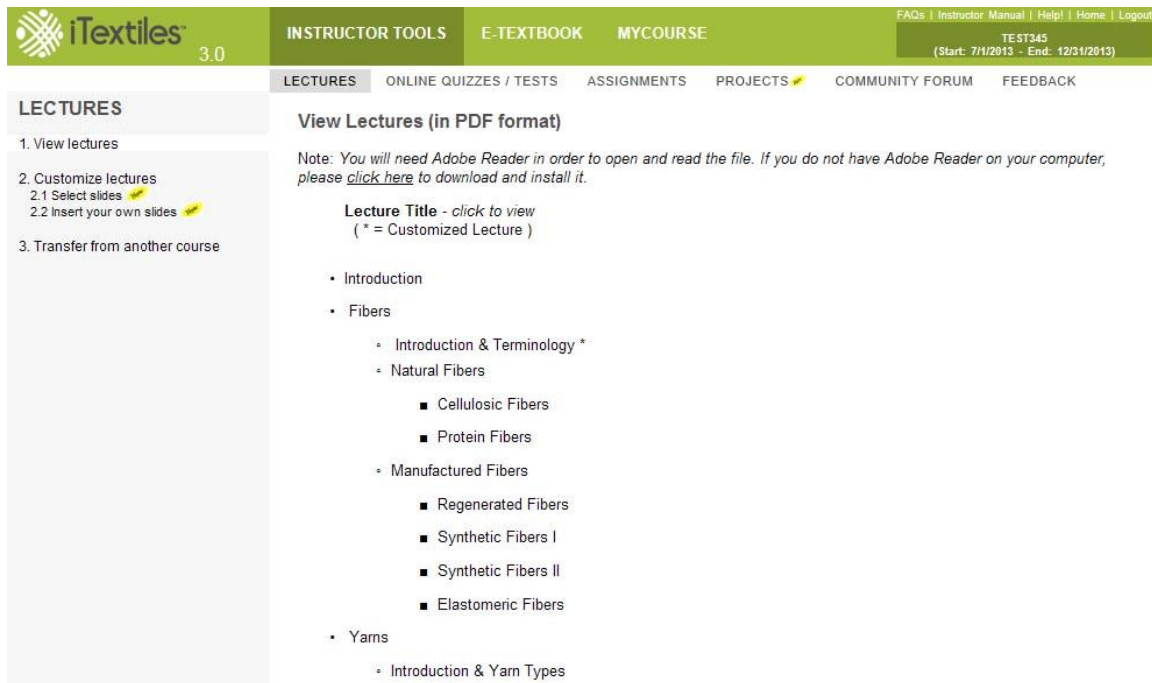 iTextiles™ 3.0
INSTRUCTOR TOOLS E-TEXTBOOK MYCOURSE
FAQs | Instructor Manual | Help! | Home | Logout
TEST345
(Start: 7/1/2013 - End: 12/31/2013)
LECTURES ONLINE QUIZZES / TESTS ASSIGNMENTS PROJECTS COMMUNITY FORUM FEEDBACK
LECTURES
1. View lectures
2. Customize lectures
2.1 Select slides
2.2 Insert your own slides
3. Transfer from another course
View Lectures (in PDF format)
Note: You will need Adobe Reader in order to open and read the file. If you do not have Adobe Reader on your computer,
please click here to download and install it.
Lecture Title - click to view
( * = Customized Lecture )
• Introduction
• Fibers
◦ Introduction & Terminology *
◦ Natural Fibers
■ Cellulosic Fibers
■ Protein Fibers
◦ Manufactured Fibers
■ Regenerated Fibers
■ Synthetic Fibers I
■ Synthetic Fibers II
■ Elastomeric Fibers
• Yarns
◦ Introduction & Yarn Types